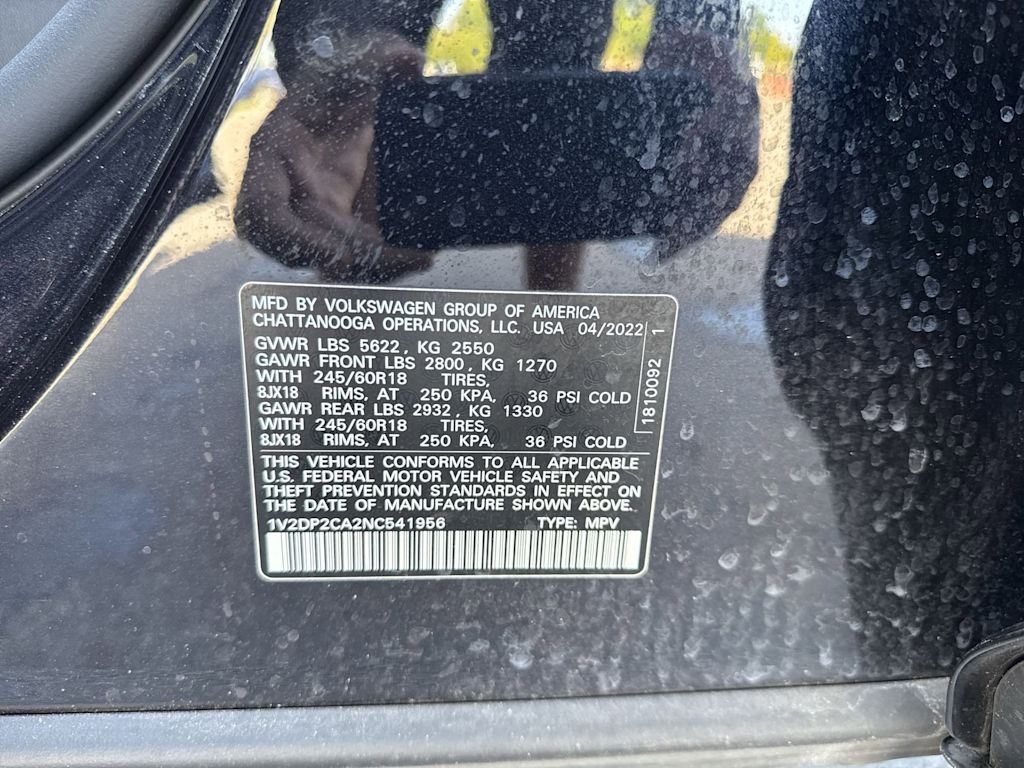 MFD BY VOLKSWAGEN GROUP OF AMERICA
CHATTANOOGA OPERATIONS, LLC. USA 04/2022
GVWR LBS 5622, KG 2550
GAWR FRONT LBS 2800, KG 1270
WITH 245/60R18 TIRES,
8JX18 RIMS, AT 250 KPA, 36 PSI COLD
GAWR REAR LBS 2932, KG 1330
WITH 245/60R18 TIRES,
8JX18 RIMS, AT 250 KPA, 36 PSI COLD
1810092 1
THIS VEHICLE CONFORMS TO ALL APPLICABLE
U.S. FEDERAL MOTOR VEHICLE SAFETY AND
THEFT PREVENTION STANDARDS IN EFFECT ON
THE DATE OF MANUFACTURE SHOWN ABOVE.
1V2DP2CA2NC541956 TYPE: MPV